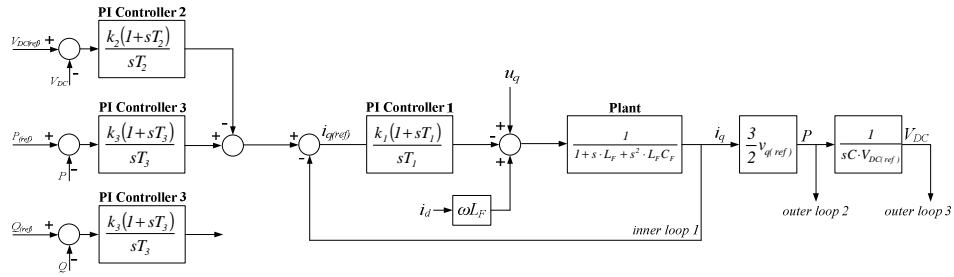 PI Controller 2
V_DC(ref) + - V_DC
k_2(1+sT_2) / sT_2
PI Controller 3
P_(ref) + - P
k_3(1+sT_3) / sT_3
+ -
PI Controller 3
Q_(ref) + - Q
k_3(1+sT_3) / sT_3
+ -
i_q(ref)
PI Controller 1
k_1(1+sT_1) / sT_1
u_q
- + - +
i_d
ωL_F
Plant
1 / 1+s·L_F+s^2·L_FC_F
i_q
inner loop 1
3/2 v_q(ref)
P
outer loop 2
1 / sC·V_DC(ref)
V_DC
outer loop 3